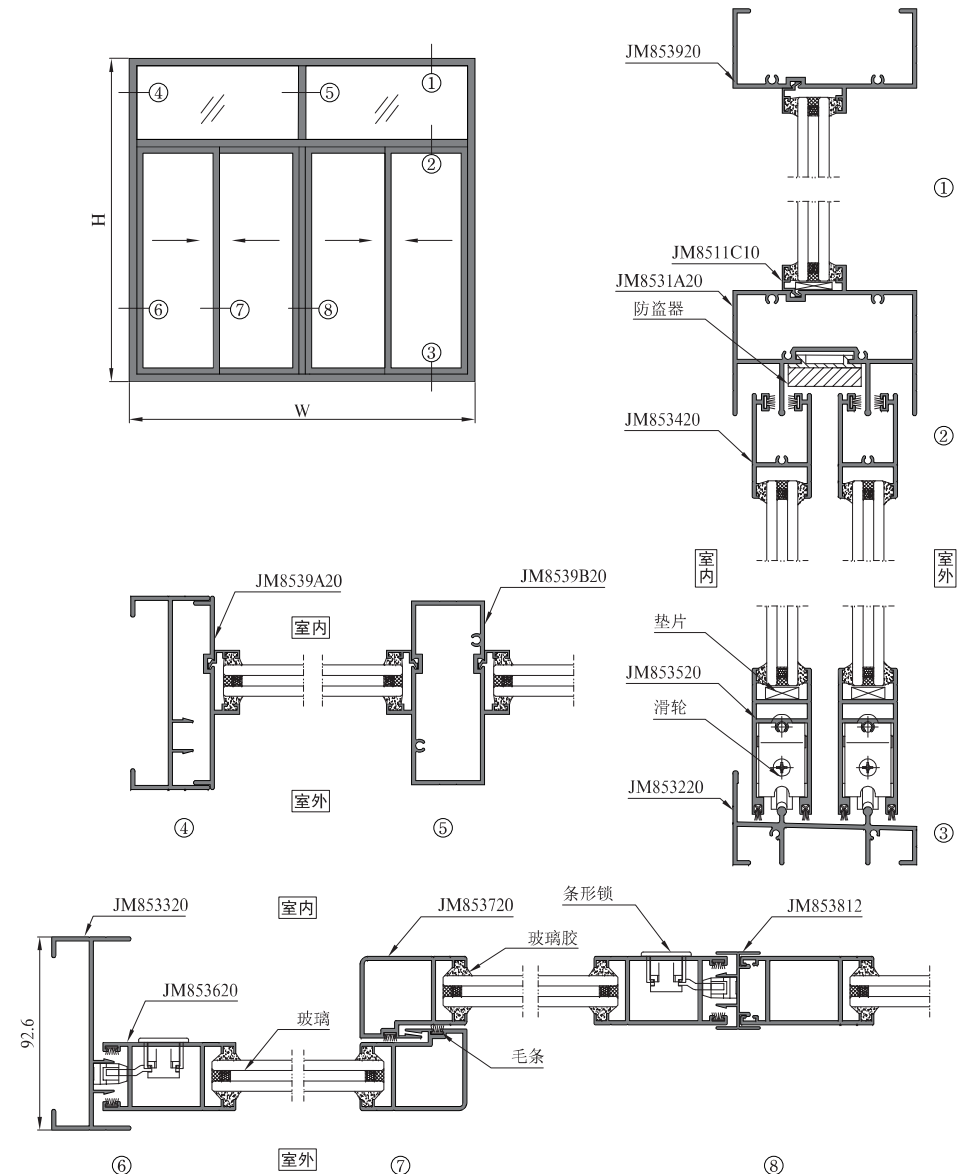 ①
④
⑤
②
H
⑥
⑦
⑧
③
W
JM853920
①
JM8511C10
JM8531A20
防盗器
JM853420
②
室内
室外
垫片
JM853520
滑轮
JM853220
③
JM8539A20
JM8539B20
室内
室外
④
⑤
JM853320
室内
JM853720
条形锁
JM853812
玻璃胶
JM853620
玻璃
毛条
92.6
室外
⑥
⑦
⑧